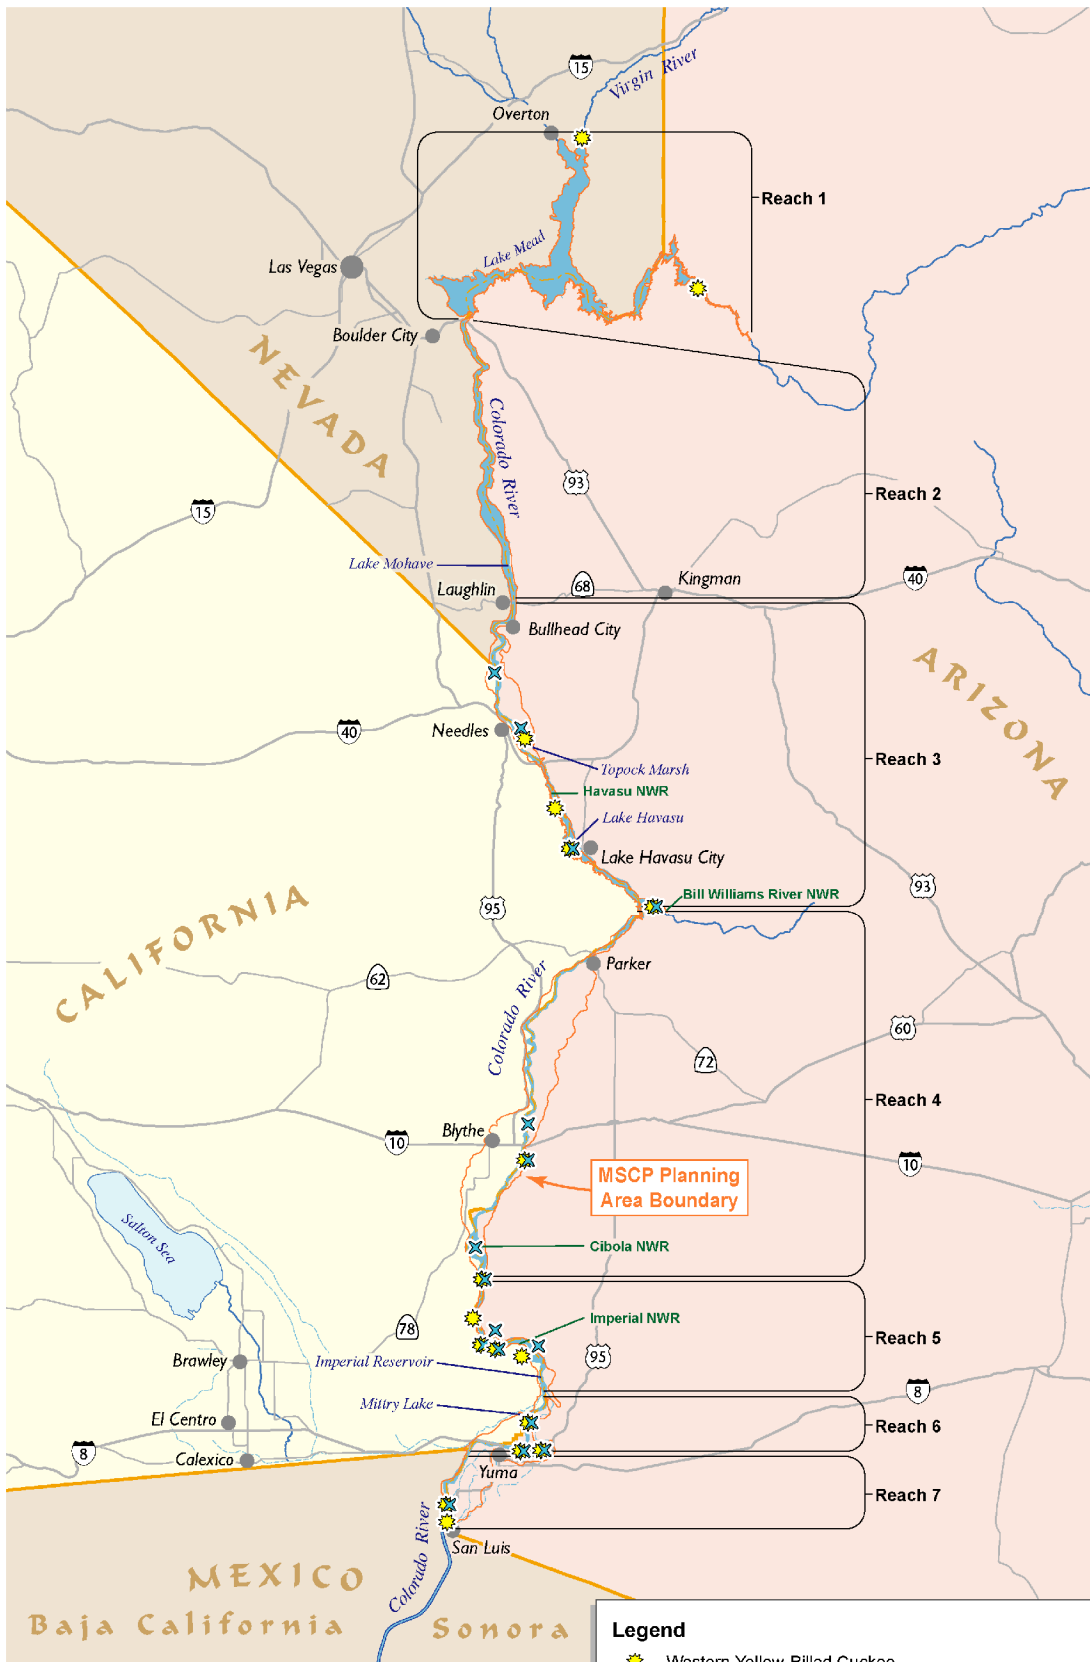 15
Virgin River
Overton
Reach 1
Lake Mead
Las Vegas
Boulder City
NEVADA
Colorado River
93
Reach 2
15
Lake Mohave
Kingman
40
68
Laughlin
Bullhead City
ARIZONA
40
Needles
Reach 3
Topock Marsh
Havasu NWR
Lake Havasu
Lake Havasu City
93
Bill Williams River NWR
95
CALIFORNIA
Parker
62
Colorado River
60
72
Reach 4
Blythe
10
10
MSCP Planning
Area Boundary
Salton Sea
Cibola NWR
Imperial NWR
78
Reach 5
95
Brawley
Imperial Reservoir
8
Mittry Lake
El Centro
Reach 6
8
Calexico
Yuma
Reach 7
Colorado River
San Luis
MEXICO
Baja California
Sonora
Legend
Western Yellow-Billed Cuckoo